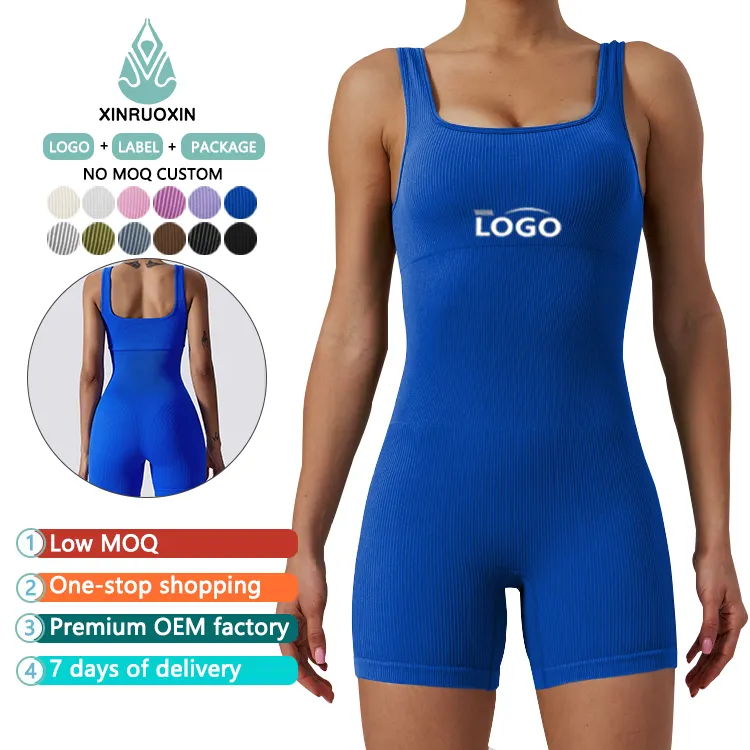 XINRUOXIN
LOGO + LABEL + PACKAGE
NO MOQ CUSTOM
LOGO
1 Low MOQ
2 One-stop shopping
3 Premium OEM factory
4 7 days of delivery